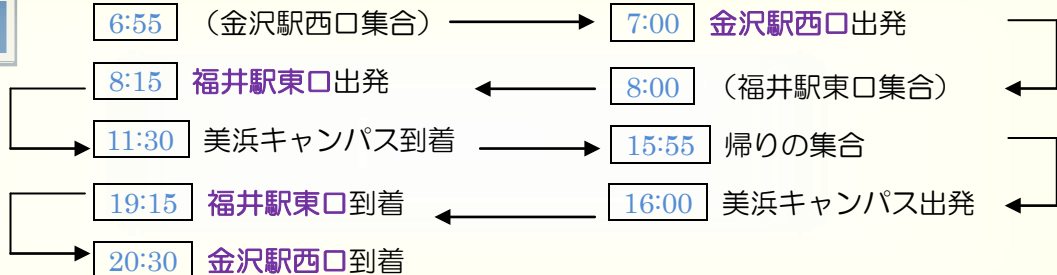 6:55 （金沢駅西口集合） 7:00 金沢駅西口出発
8:15 福井駅東口出発 8:00 （福井駅東口集合）
11:30 美浜キャンパス到着 15:55 帰りの集合
19:15 福井駅東口到着 16:00 美浜キャンパス出発
20:30 金沢駅西口到着